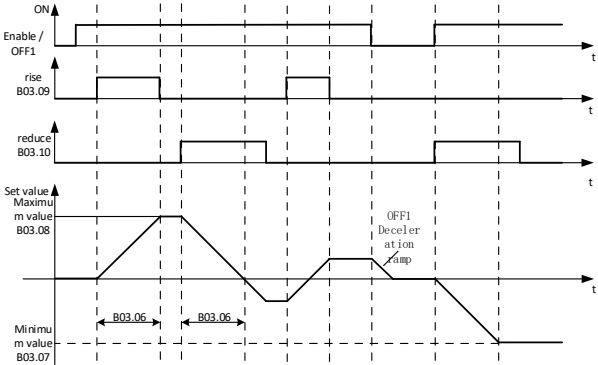 ON
Enable /
OFF1
t
rise
B03.09
t
reduce
B03.10
t
Set value
Maximu
m value
B03.08
OFF1
Deceler
ation
ramp
t
B03.06
B03.06
Minimu
m value
B03.07